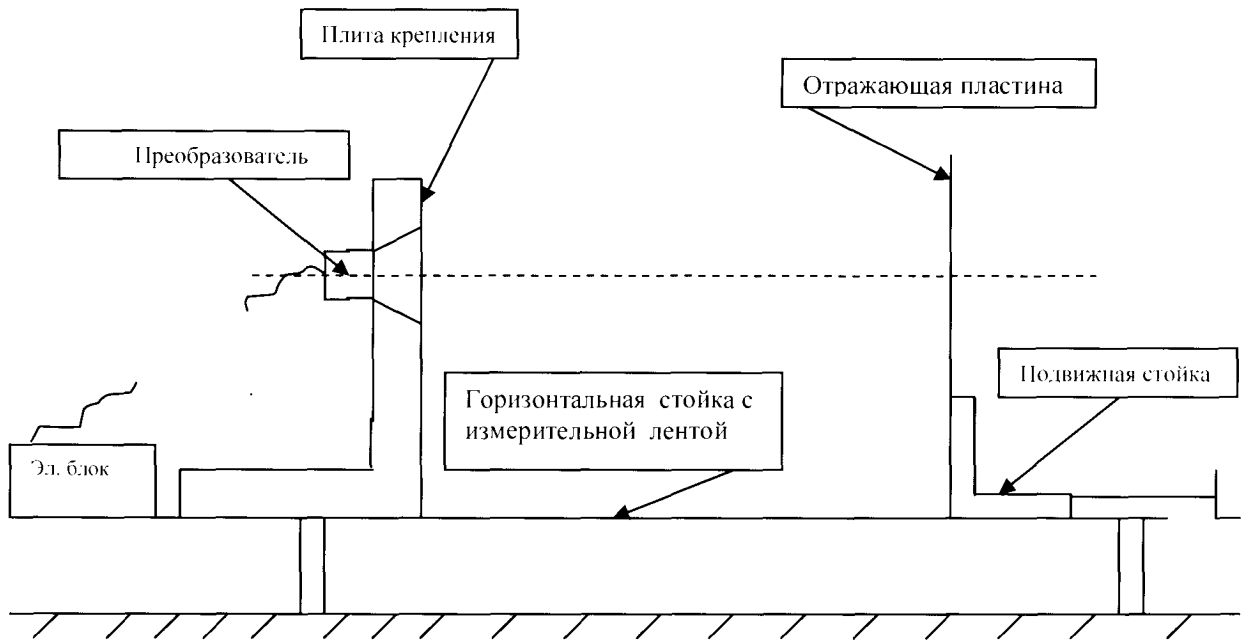 Плита крепления
Отражающая пластина
Преобразователь
Подвижная стойка
Горизонтальная стойка с
измерительной лентой
Эл. блок